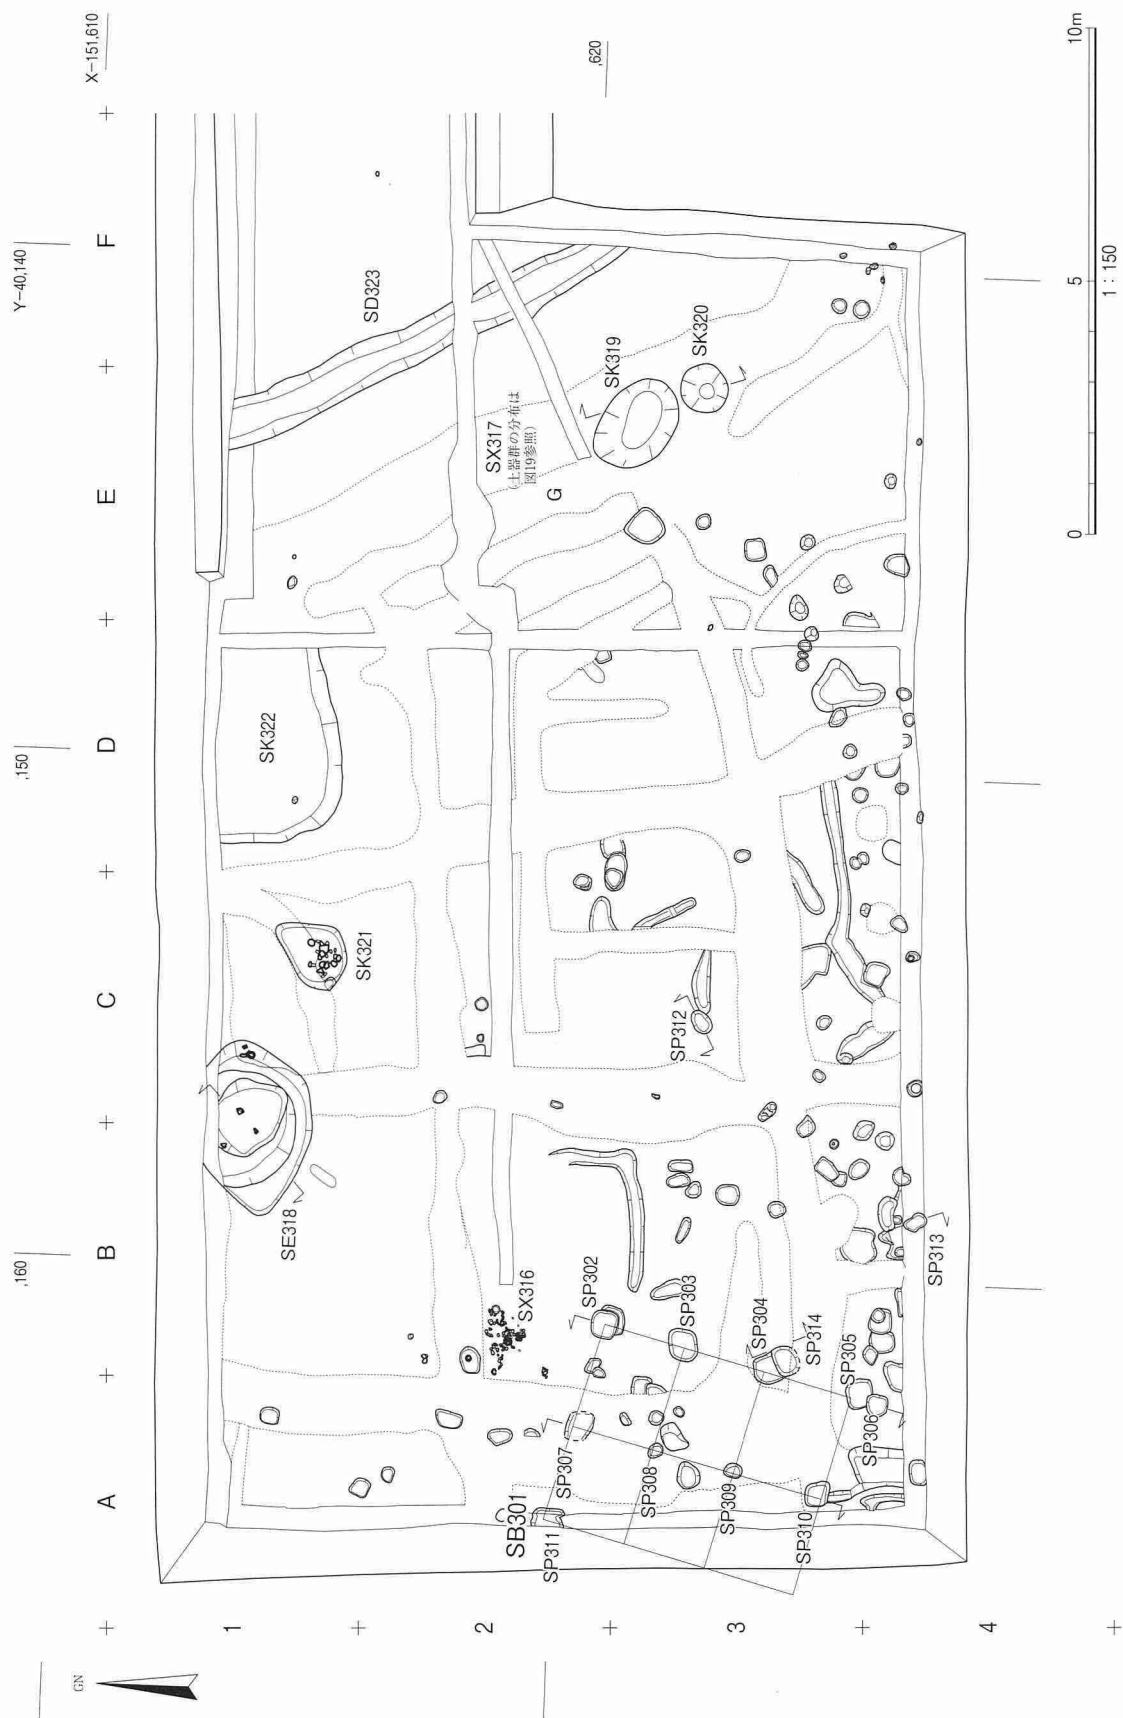 X-151,610
,620
Y-40,140
,150
,160
F
E
D
C
B
A
1
2
3
4
SD323
SK319
SK320
SX317
(土器群の分布は
図19参照)
G
SK322
SK321
SE318
SP312
SX316
SP302
SP303
SP304
SP314
SP305
SP306
SP313
SP307
SP308
SP309
SP310
SB301
SP311
GN
0
5
10m
1:150